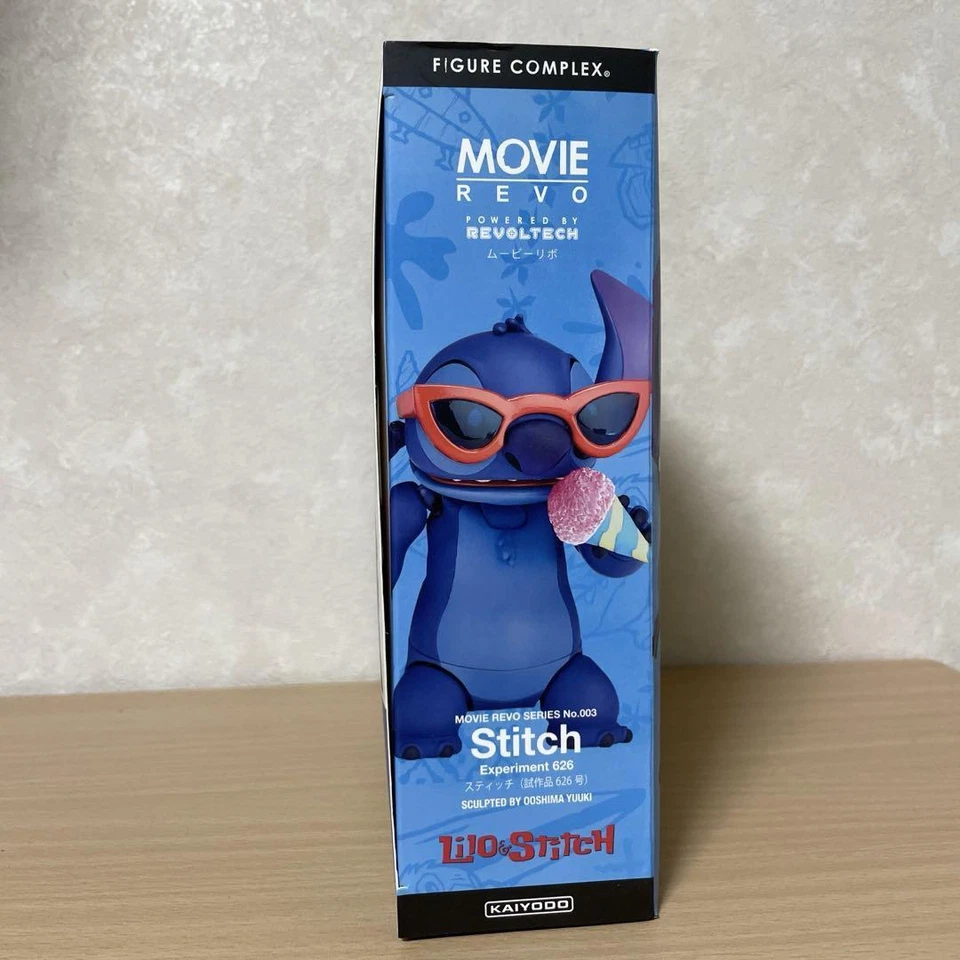 FIGURE COMPLEX®
MOVIE
REVO
POWERED BY
REVOLTECH
ムービーリボ
MOVIE REVO SERIES No.003
Stitch
Experiment 626
スティッチ（試作品 626 号）
SCULPTED BY OOSHIMA YUUKI
Lilo & Stitch
KAIYODO